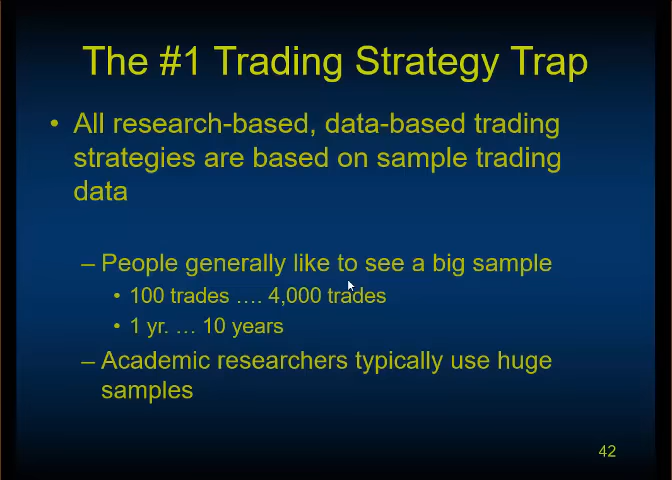 The #1 Trading Strategy Trap
• All research-based, data-based trading
strategies are based on sample trading
data
– People generally like to see a big sample
• 100 trades …. 4,000 trades
• 1 yr. … 10 years
– Academic researchers typically use huge
samples
42